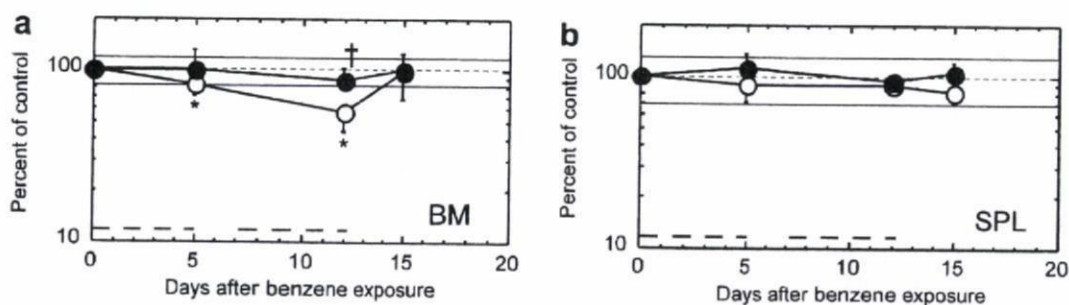 a
Percent of control
100
10
†
*
*
BM
0 5 10 15 20
Days after benzene exposure
b
Percent of control
100
10
SPL
0 5 10 15 20
Days after benzene exposure